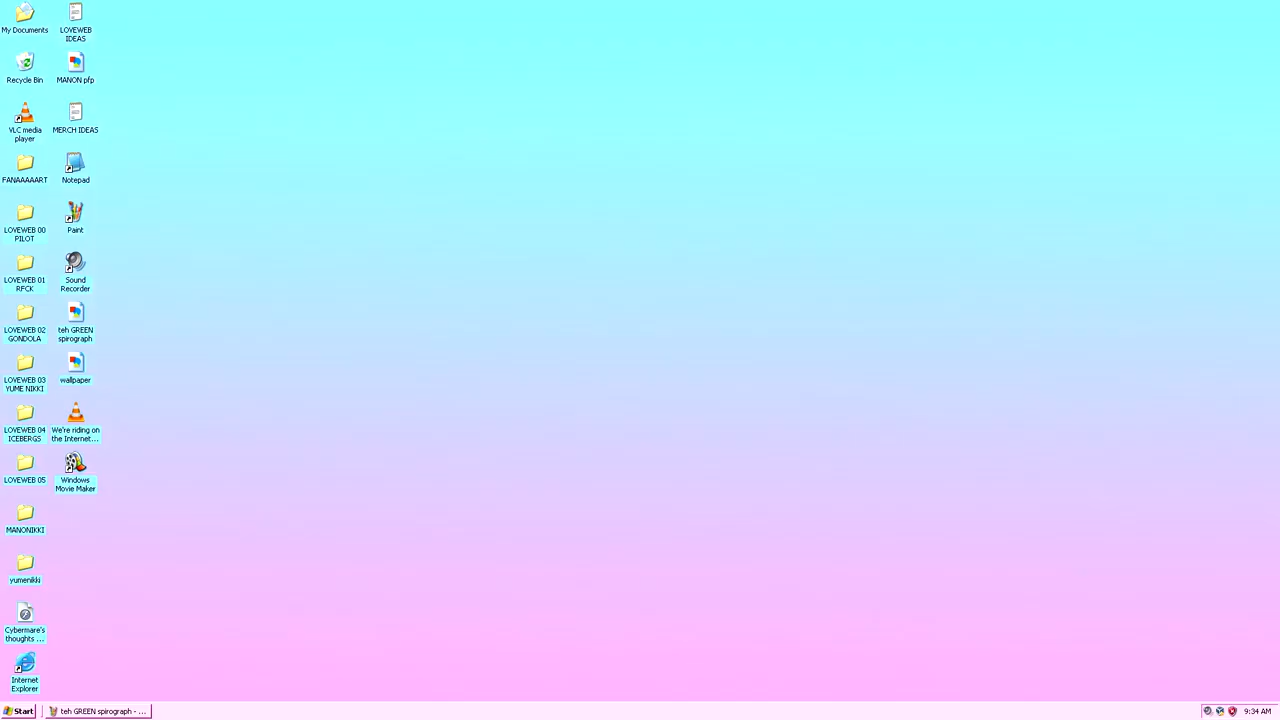 My Documents
Recycle Bin
VLC media
player
FANAAAAART
LOVEWEB 00
PILOT
LOVEWEB 01
RFCK
LOVEWEB 02
GONDOLA
LOVEWEB 03
YUME NIKKI
LOVEWEB 04
ICEBERGS
LOVEWEB 05
MANONIKKI
yumenikki
Cybermare's
thoughts ...
Internet
Explorer
LOVEWEB
IDEAS
MANON pfp
MERCH IDEAS
Notepad
Paint
Sound
Recorder
teh GREEN
spirograph
wallpaper
We're riding on
the Internet...
Windows
Movie Maker
Start
teh GREEN spirograph - ...
9:34 AM